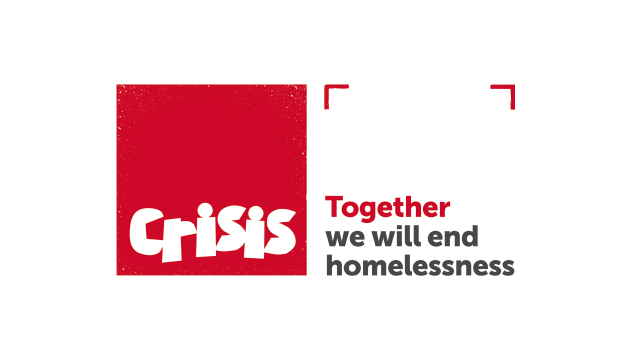 Crisis
Together
we will end
homelessness